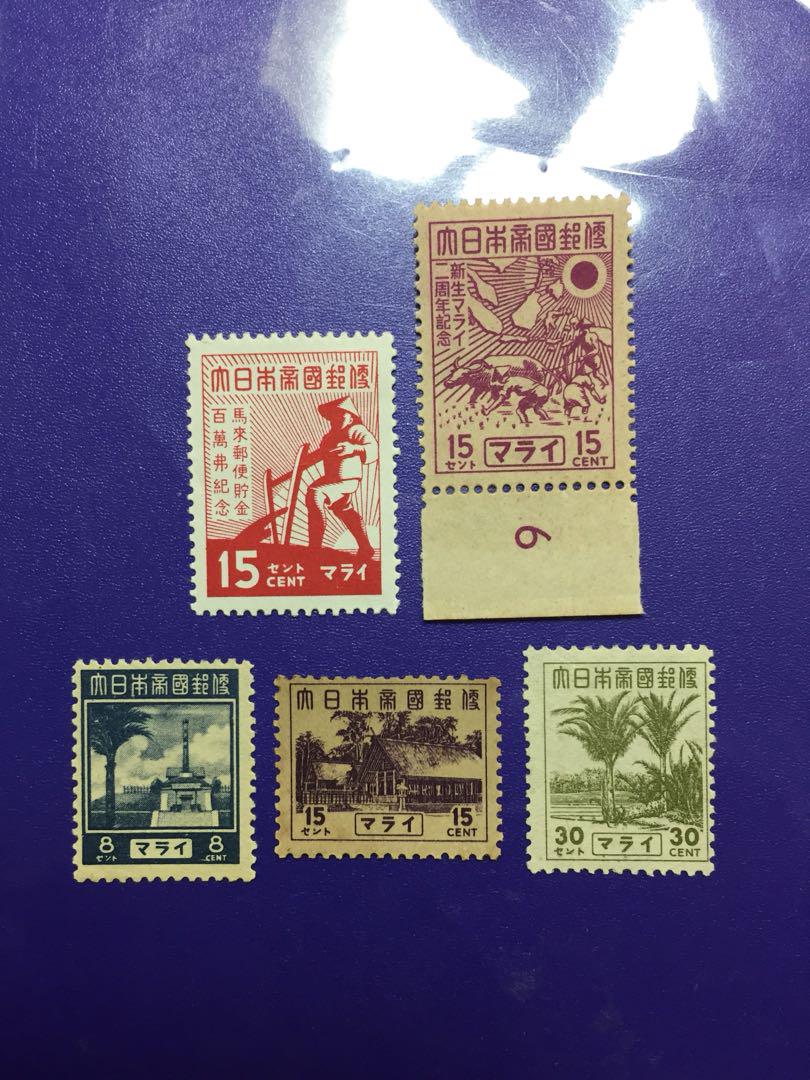 大日本帝國郵便
馬來郵便貯金
百萬弗紀念
15 セント マライ
CENT
大日本帝國郵便
新生マライ
二周年記念
15 マライ 15
セント CENT
大日本帝國郵便
8 マライ 8
セント CENT
大日本帝國郵便
15 マライ 15
セント CENT
大日本帝國郵便
30 マライ 30
セント CENT